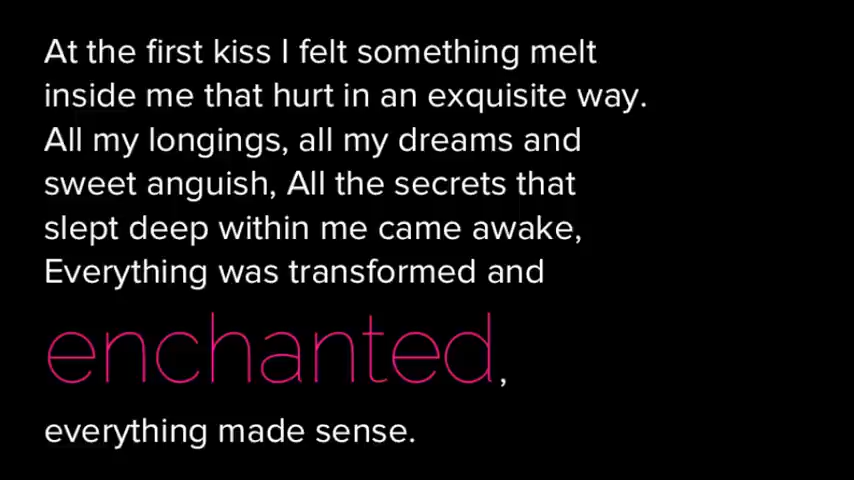 At the first kiss I felt something melt
inside me that hurt in an exquisite way.
All my longings, all my dreams and
sweet anguish, All the secrets that
slept deep within me came awake,
Everything was transformed and
enchanted,
everything made sense.